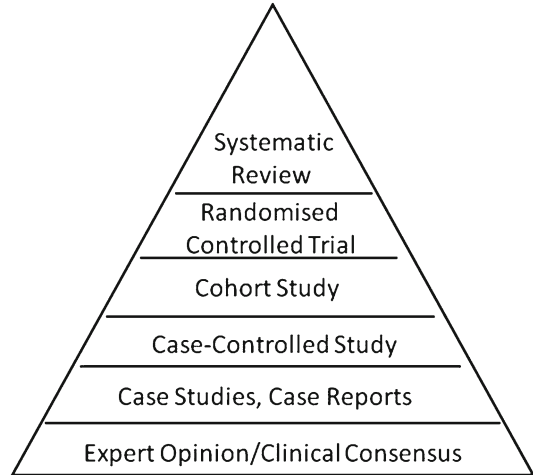 Systematic
Review
Randomised
Controlled Trial
Cohort Study
Case-Controlled Study
Case Studies, Case Reports
Expert Opinion/Clinical Consensus